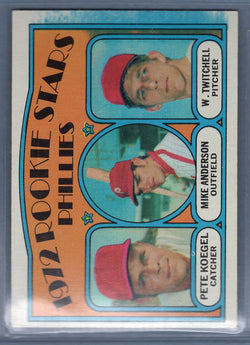 1972 ROOKIE STARS
PHILLIES
W. TWITCHELL
PITCHER
MIKE ANDERSON
OUTFIELD
PETE KOEGEL
CATCHER